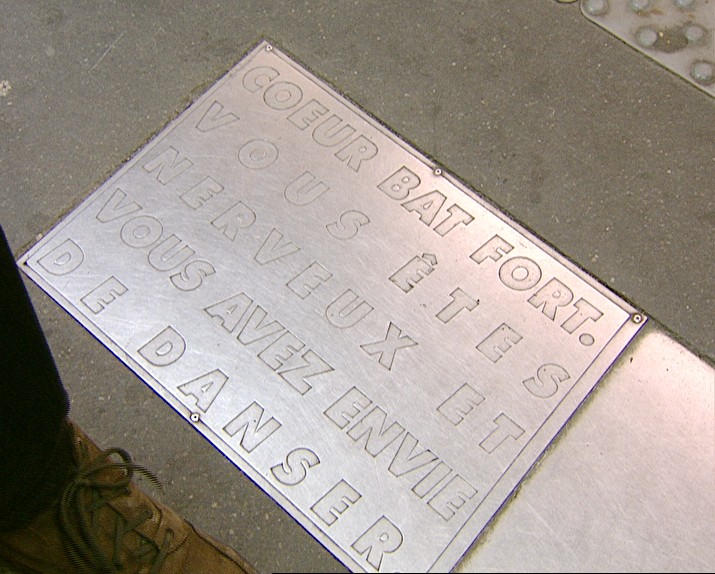 COEUR BAT FORT.
VOUS ÊTES
NERVEUX ET
VOUS AVEZ ENVIE
DE DANSER